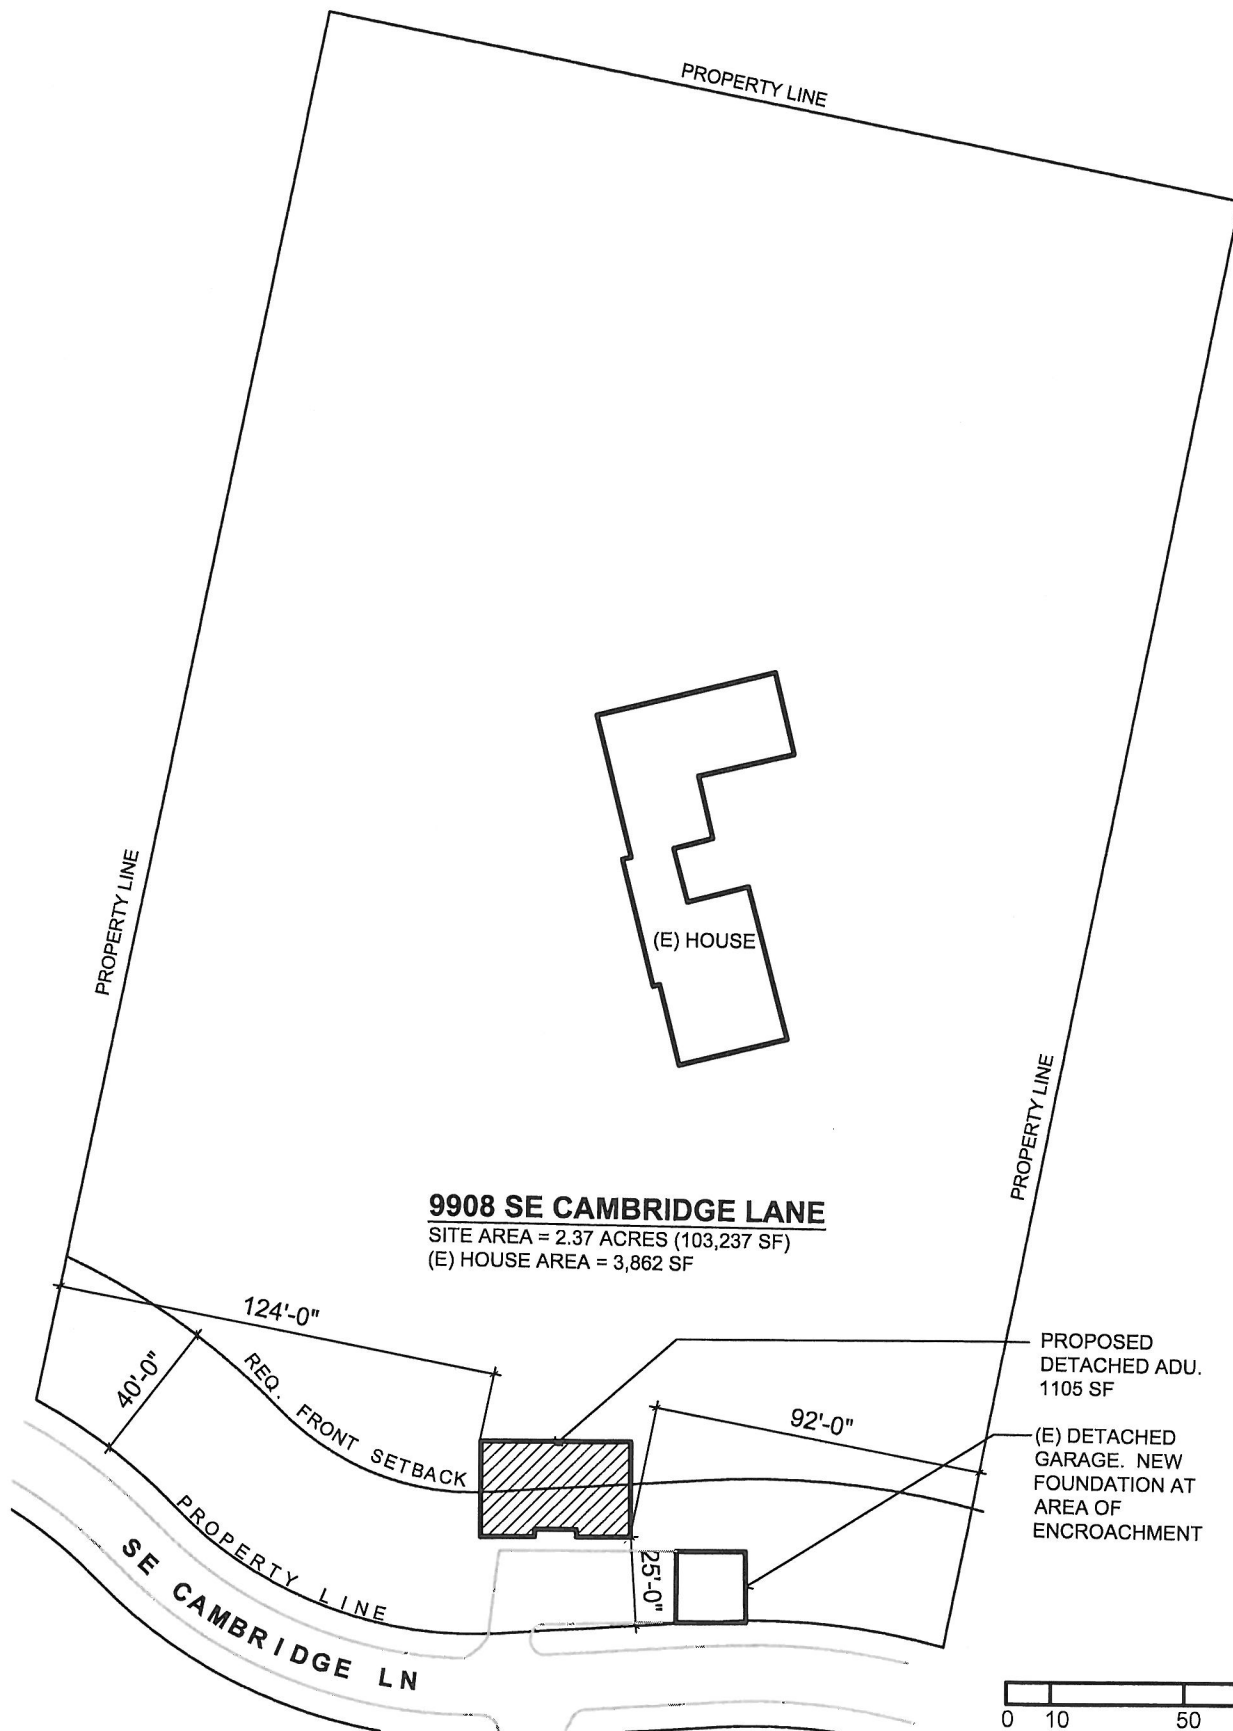 PROPERTY LINE
PROPERTY LINE
(E) HOUSE
PROPERTY LINE
9908 SE CAMBRIDGE LANE
SITE AREA = 2.37 ACRES (103,237 SF)
(E) HOUSE AREA = 3,862 SF
124'-0"
40'-0"
REQ. FRONT SETBACK
PROPOSED
DETACHED ADU.
1105 SF
92'-0"
(E) DETACHED
GARAGE. NEW
FOUNDATION AT
AREA OF
ENCROACHMENT
25'-0"
PROPERTY LINE
SE CAMBRIDGE LN
0 10 50